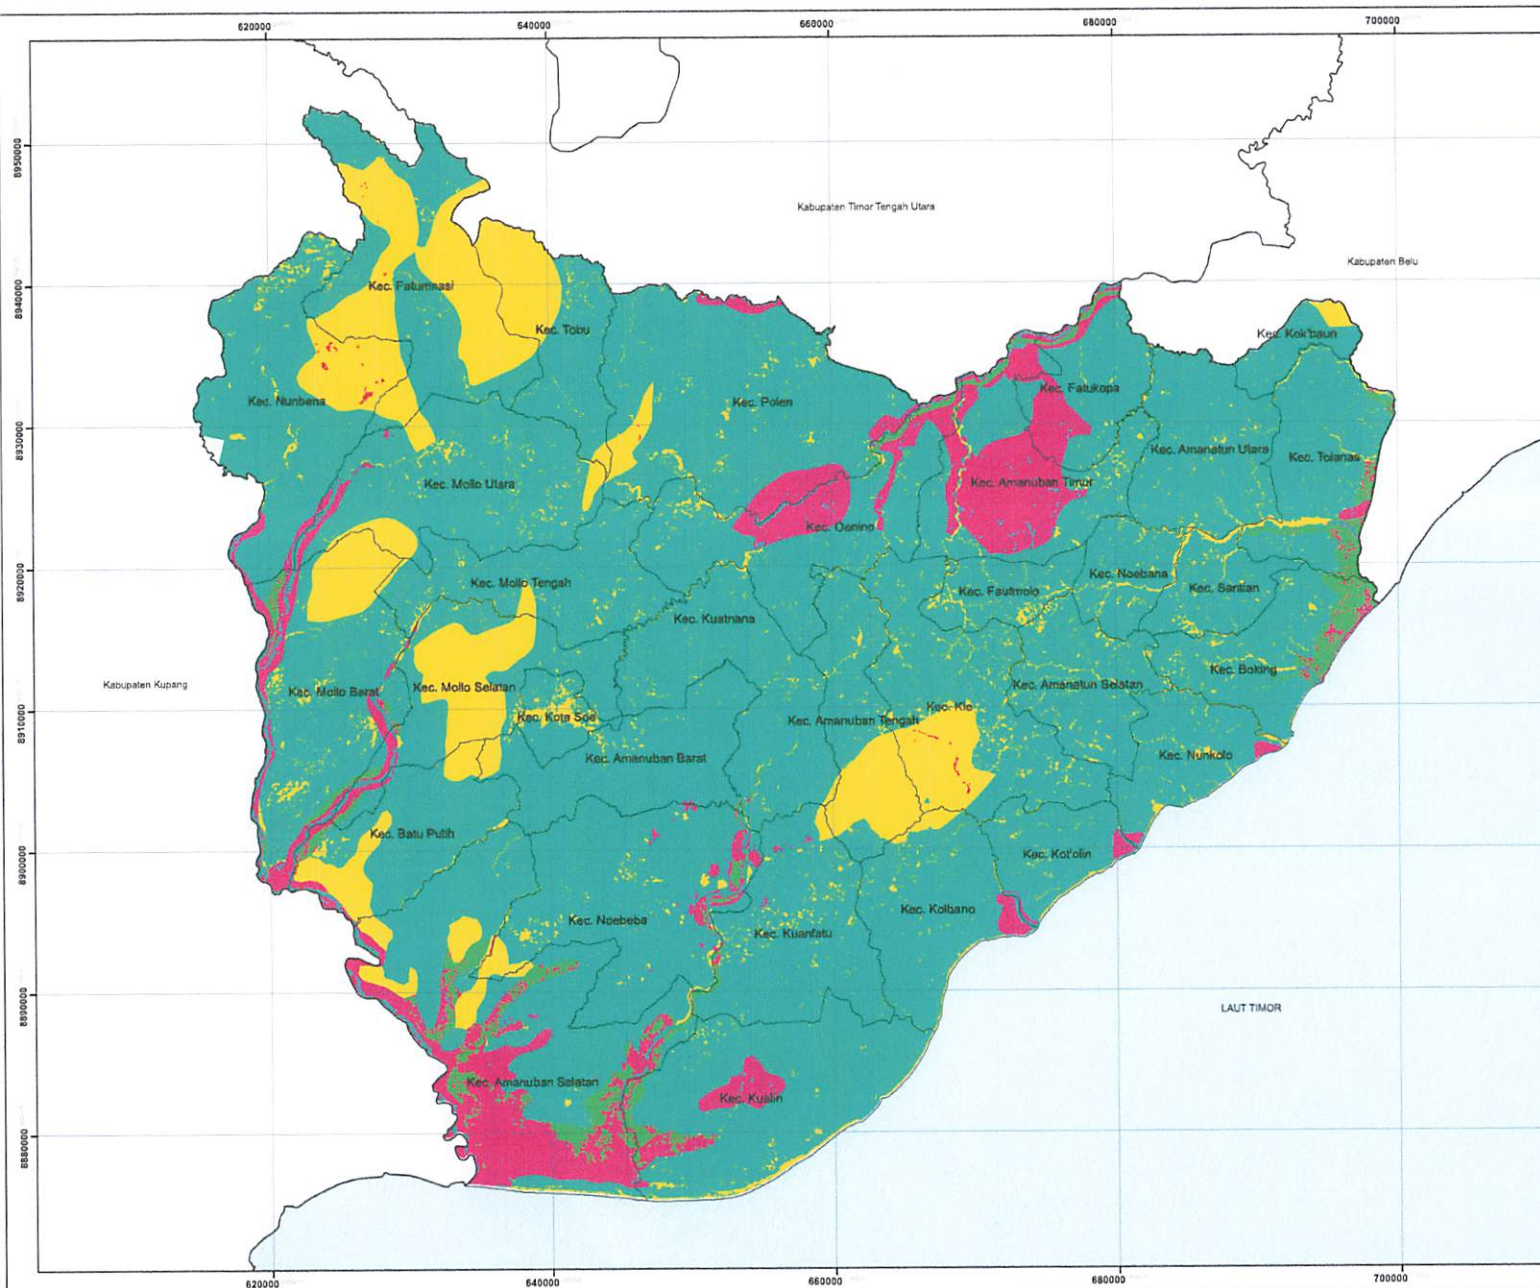 620000
640000
660000
680000
700000
8950000
Kabupaten Timor Tengah Utara
Kabupaten Belu
8940000
Kec. Fatumnasi
Kec. Tobu
Kec. Kok'baun
Kec. Nunbena
Kec. Polen
Kec. Fatukopa
8930000
Kec. Amanatun Utara
Kec. Toianas
Kec. Mollo Utara
Kec. Amanuban Timur
Kec. Oenino
8920000
Kec. Mollo Tengah
Kec. Fautmolo
Kec. Noebana
Kec. Santian
Kec. Kuatnana
Kec. Boking
Kabupaten Kupang
Kec. Mollo Barat
Kec. Mollo Selatan
Kec. Amanatun Selatan
8910000
Kec. Kota Soe
Kec. Amanuban Tengah
Kec. Kie
Kec. Amanuban Barat
Kec. Nunkolo
Kec. Batu Putih
8900000
Kec. Kot'olin
Kec. Noebeba
Kec. Kuanfatu
Kec. Kolbano
8890000
LAUT TIMOR
Kec. Amanuban Selatan
Kec. Kualin
8880000
620000
640000
660000
680000
700000